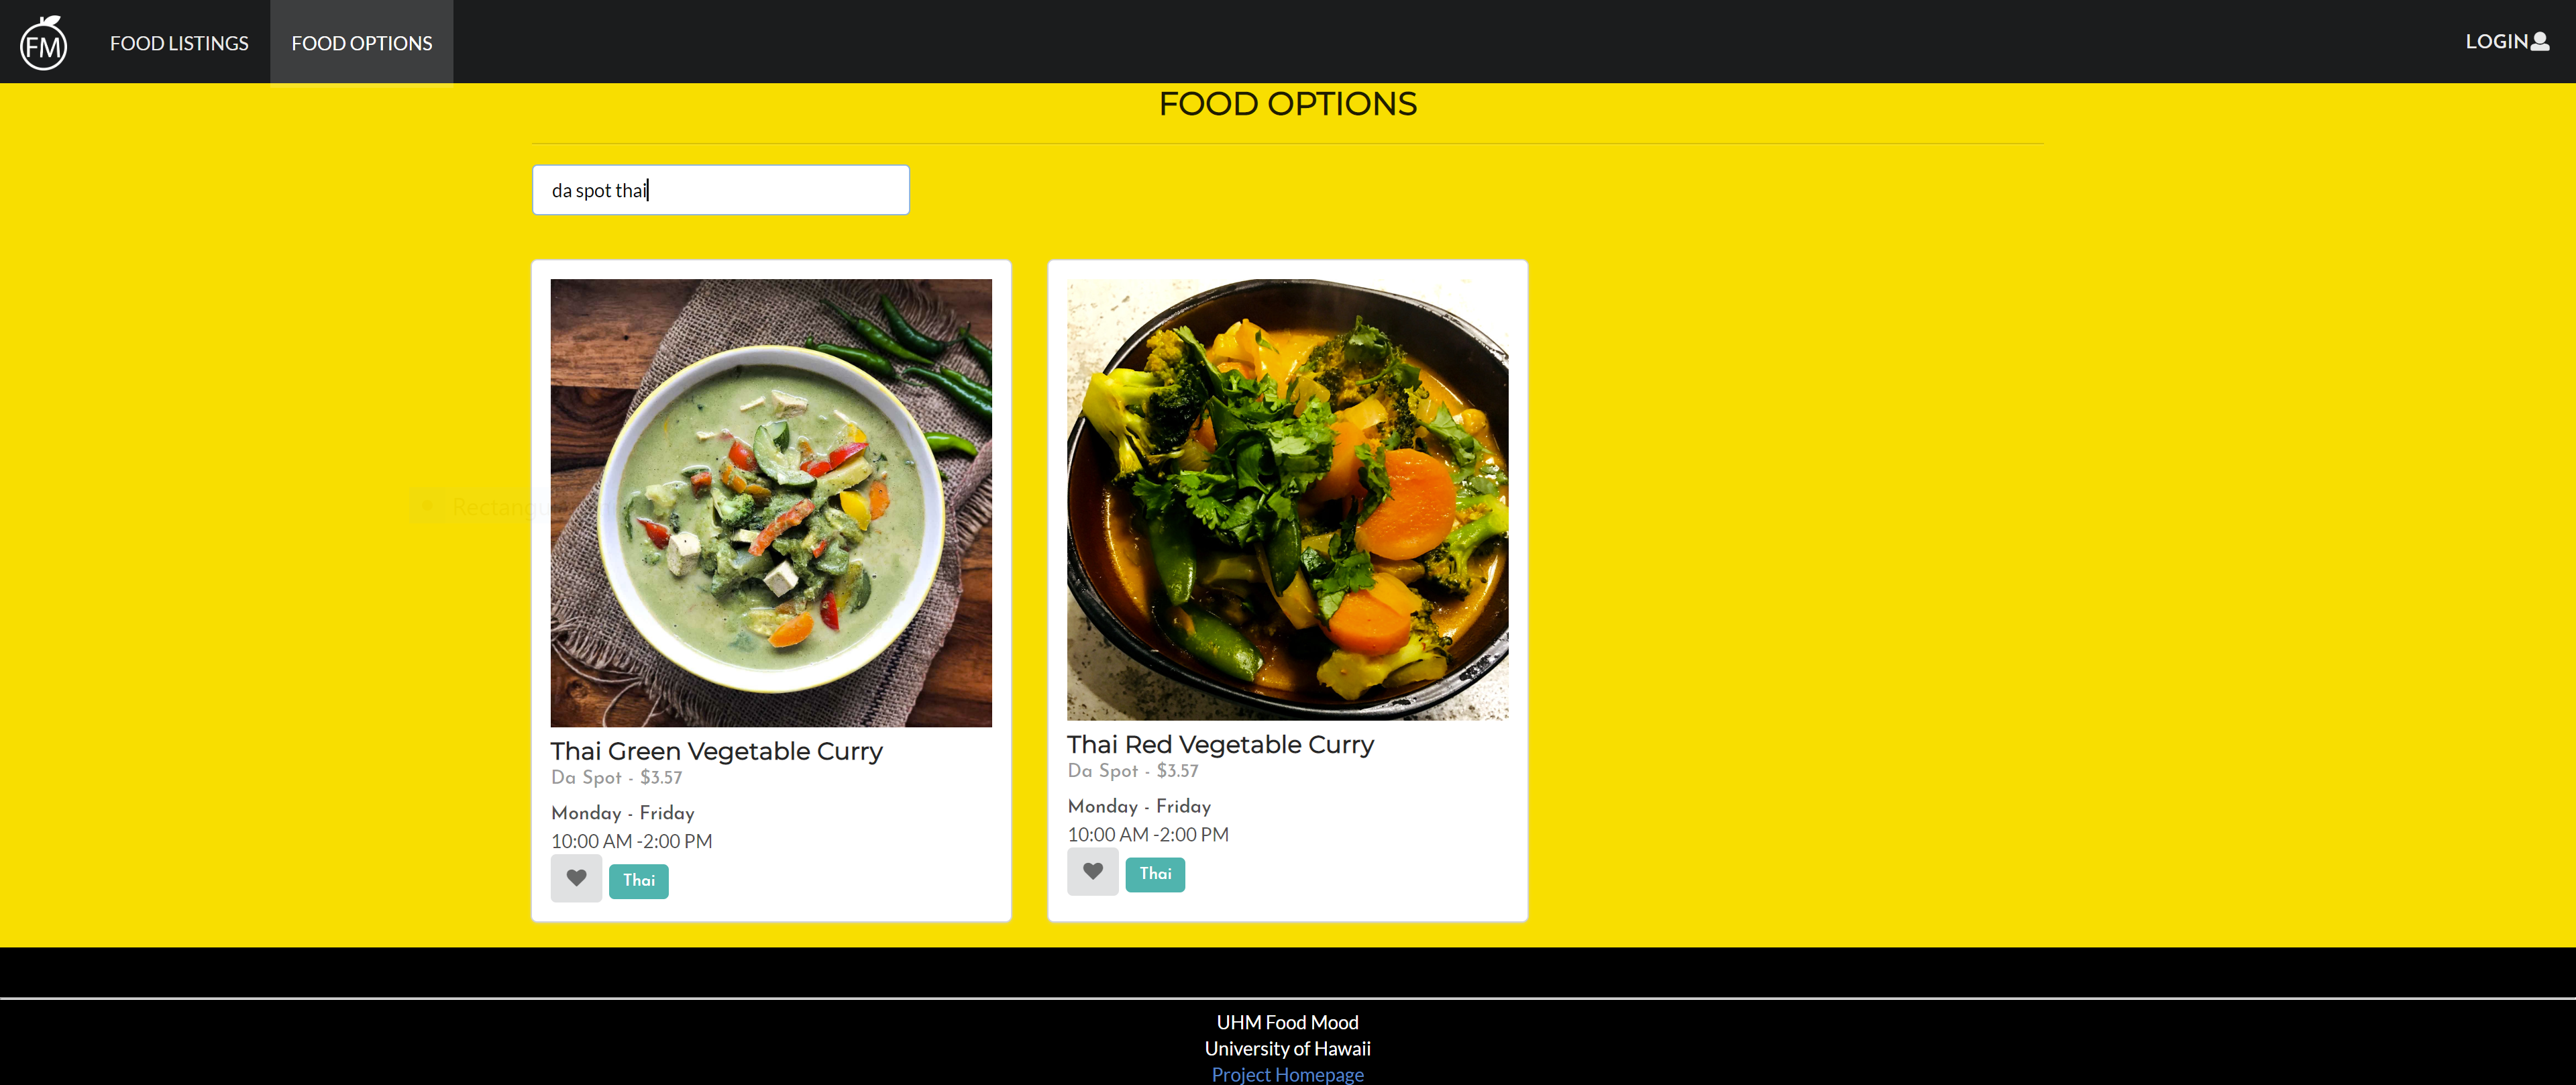 FM
FOOD LISTINGS
FOOD OPTIONS
LOGIN
FOOD OPTIONS
da spot thai
Thai Green Vegetable Curry
Da Spot - $3.57
Monday - Friday
10:00 AM -2:00 PM
Thai
Thai Red Vegetable Curry
Da Spot - $3.57
Monday - Friday
10:00 AM -2:00 PM
Thai
UHM Food Mood
University of Hawaii
Project Homepage